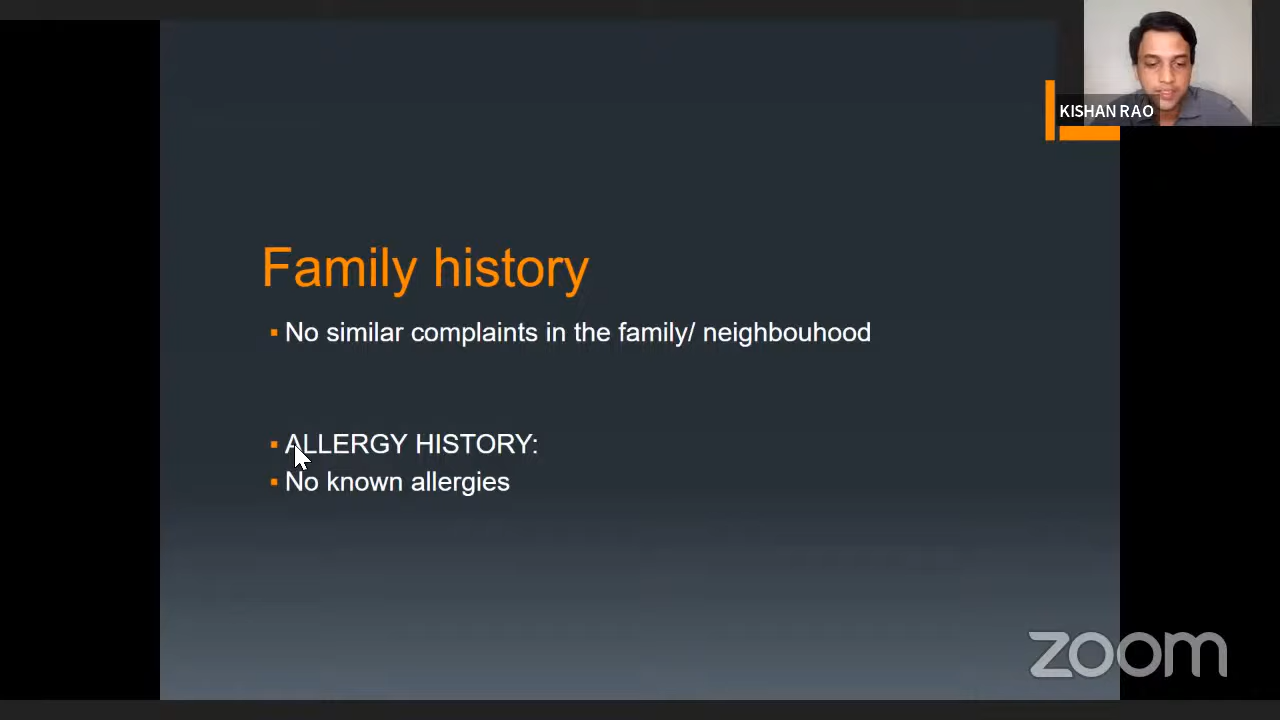 KISHAN RAO
Family history
No similar complaints in the family/ neighbouhood
ALLERGY HISTORY:
No known allergies
zoom